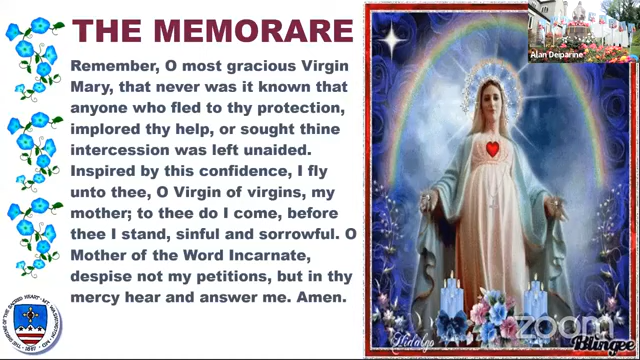 THE MEMORARE
Remember, O most gracious Virgin
Mary, that never was it known that
anyone who fled to thy protection,
implored thy help, or sought thine
intercession was left unaided.
Inspired by this confidence, I fly
unto thee, O Virgin of virgins, my
mother; to thee do I come, before
thee I stand, sinful and sorrowful. O
Mother of the Word Incarnate,
despise not my petitions, but in thy
mercy hear and answer me. Amen.
Alan Deiparine
Hidalgo
zoom
Blingee